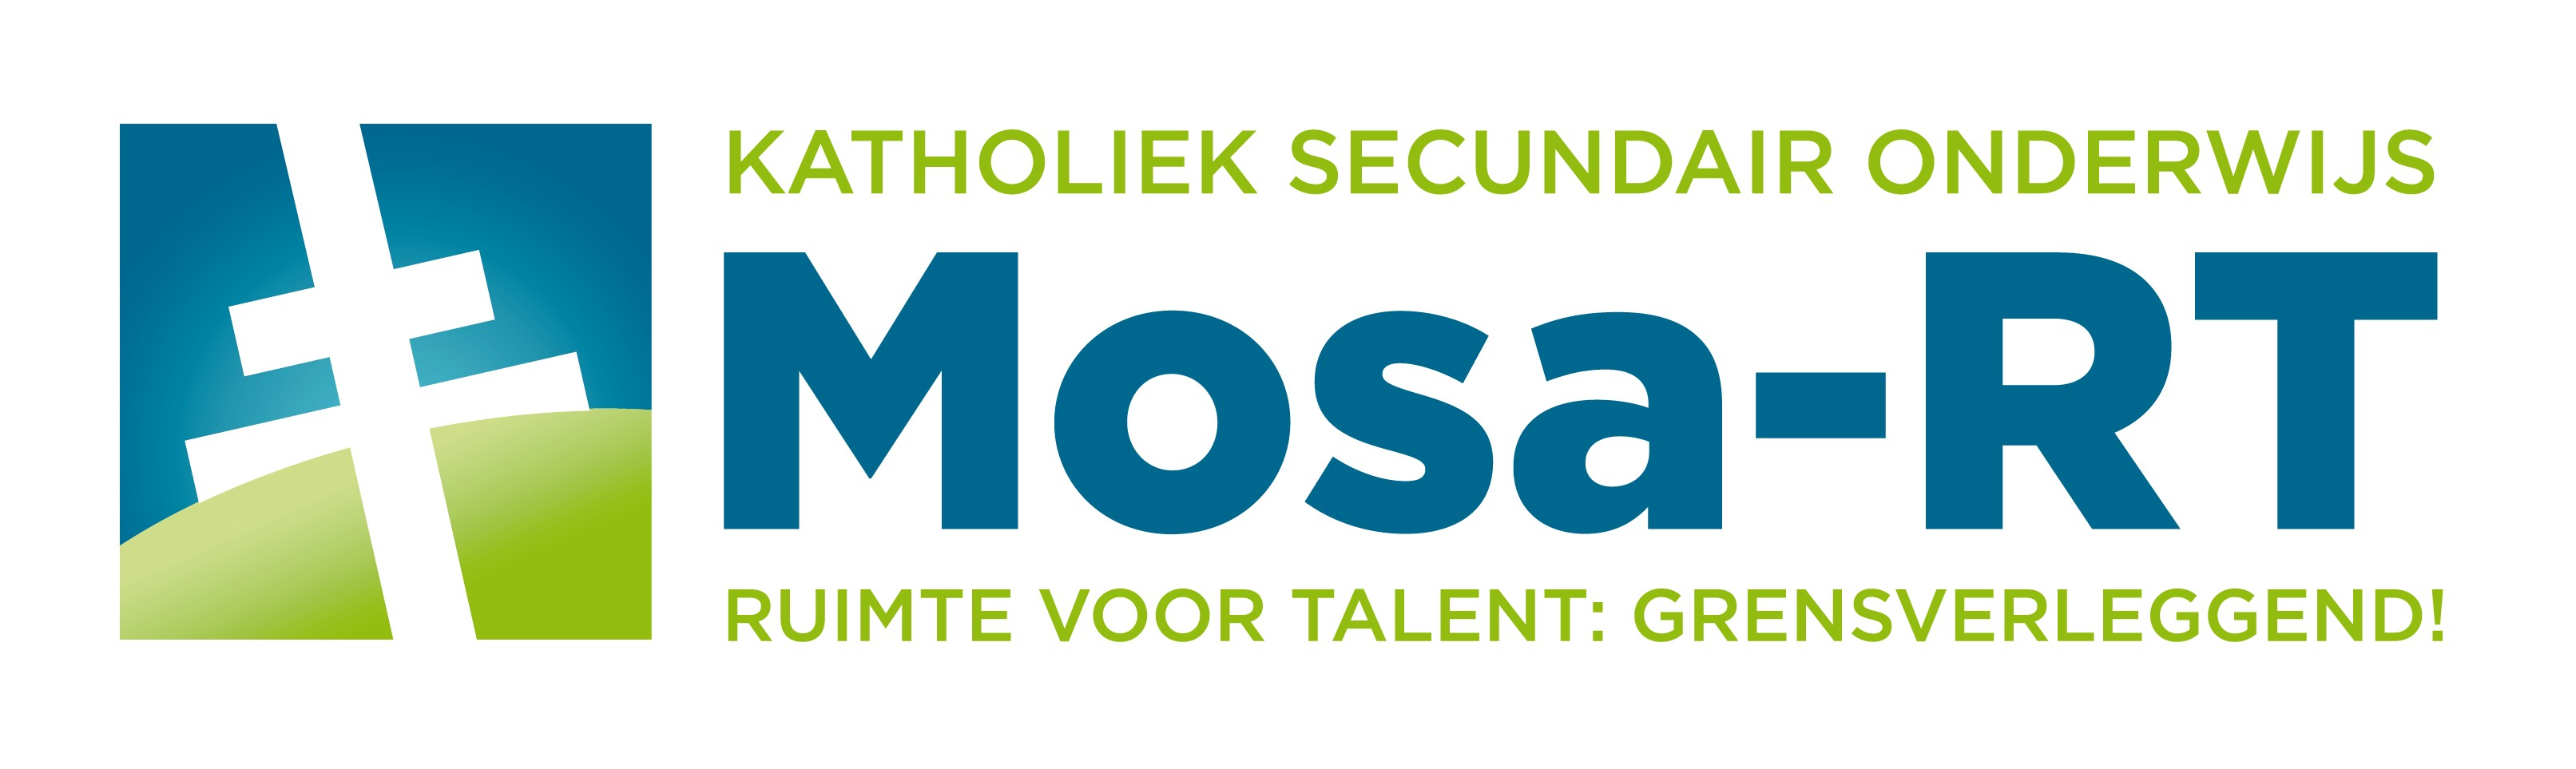 KATHOLIEK SECUNDAIR ONDERWIJS
Mosa-RT
RUIMTE VOOR TALENT: GRENSVERLEGGEND!